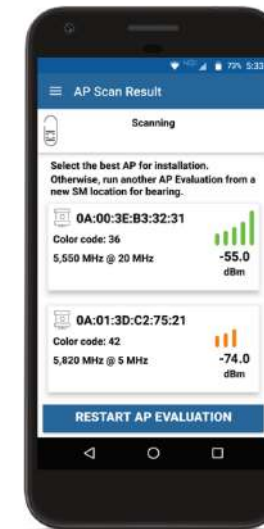 72% 5:33
AP Scan Result
Scanning
Select the best AP for installation.
Otherwise, run another AP Evaluation from a
new SM location for bearing.
0A:00:3E:B3:32:31
Color code: 36
5,550 MHz @ 20 MHz
-55.0
dBm
0A:01:3D:C2:75:21
Color code: 42
5,820 MHz @ 5 MHz
-74.0
dBm
RESTART AP EVALUATION